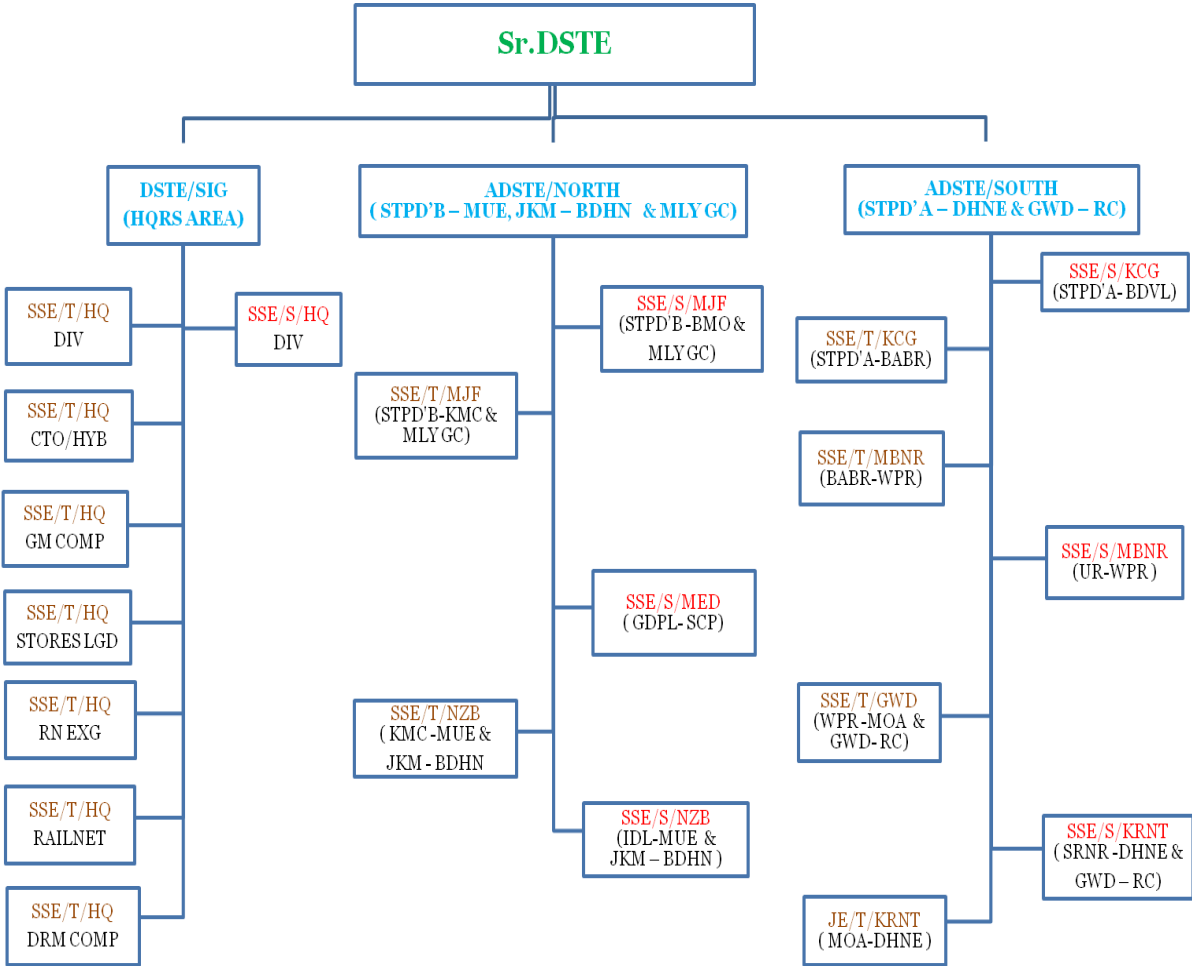 Sr.DSTE
DSTE/SIG
(HQRS AREA)
SSE/T/HQ
DIV
SSE/S/HQ
DIV
SSE/T/HQ
CTO/HYB
SSE/T/HQ
GM COMP
SSE/T/HQ
STORES LGD
SSE/T/HQ
RN EXG
SSE/T/HQ
RAILNET
SSE/T/HQ
DRM COMP
ADSTE/NORTH
( STPD'B – MUE, JKM – BDHN & MLY GC)
SSE/S/MJF
(STPD'B -BMO &
MLY GC)
SSE/T/MJF
(STPD'B-KMC &
MLY GC)
SSE/S/MED
( GDPL- SCP)
SSE/T/NZB
( KMC -MUE &
JKM - BDHN
SSE/S/NZB
(IDL-MUE &
JKM – BDHN )
ADSTE/SOUTH
(STPD' A – DHNE & GWD – RC)
SSE/S/KCG
(STPD'A- BDVL)
SSE/T/KCG
(STPD'A-BABR)
SSE/T/MBNR
(BABR-WPR)
SSE/S/MBNR
(UR-WPR)
SSE/T/GWD
(WPR -MOA &
GWD- RC)
SSE/S/KRNT
( SRNR -DHNE &
GWD – RC)
JE/T/KRNT
( MOA-DHNE )